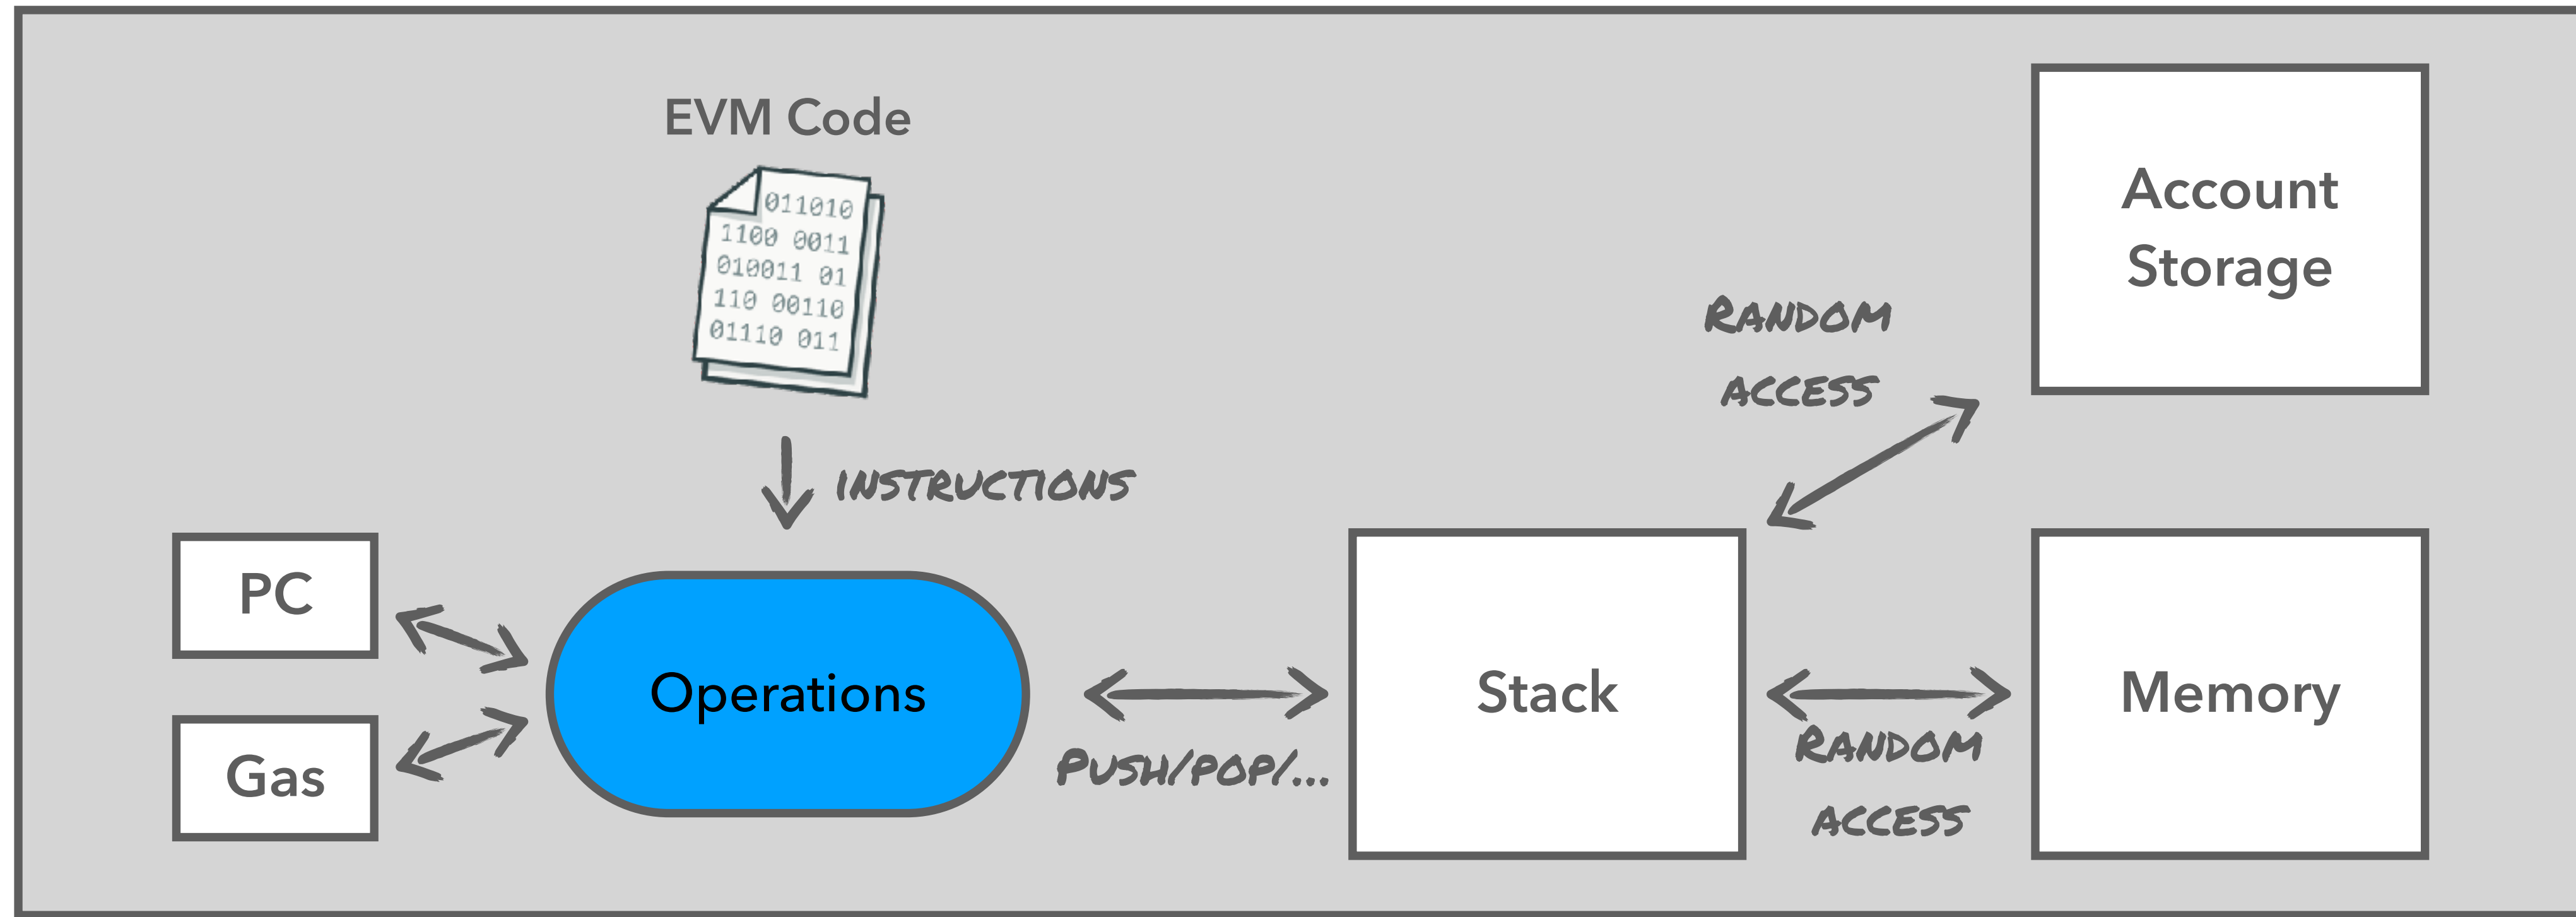 EVM Code
011010
1100 0011
010011 01
110 00110
01110 011
INSTRUCTIONS
PC
Gas
Operations
PUSH/POP/...
Stack
RANDOM
ACCESS
Account
Storage
RANDOM
ACCESS
Memory